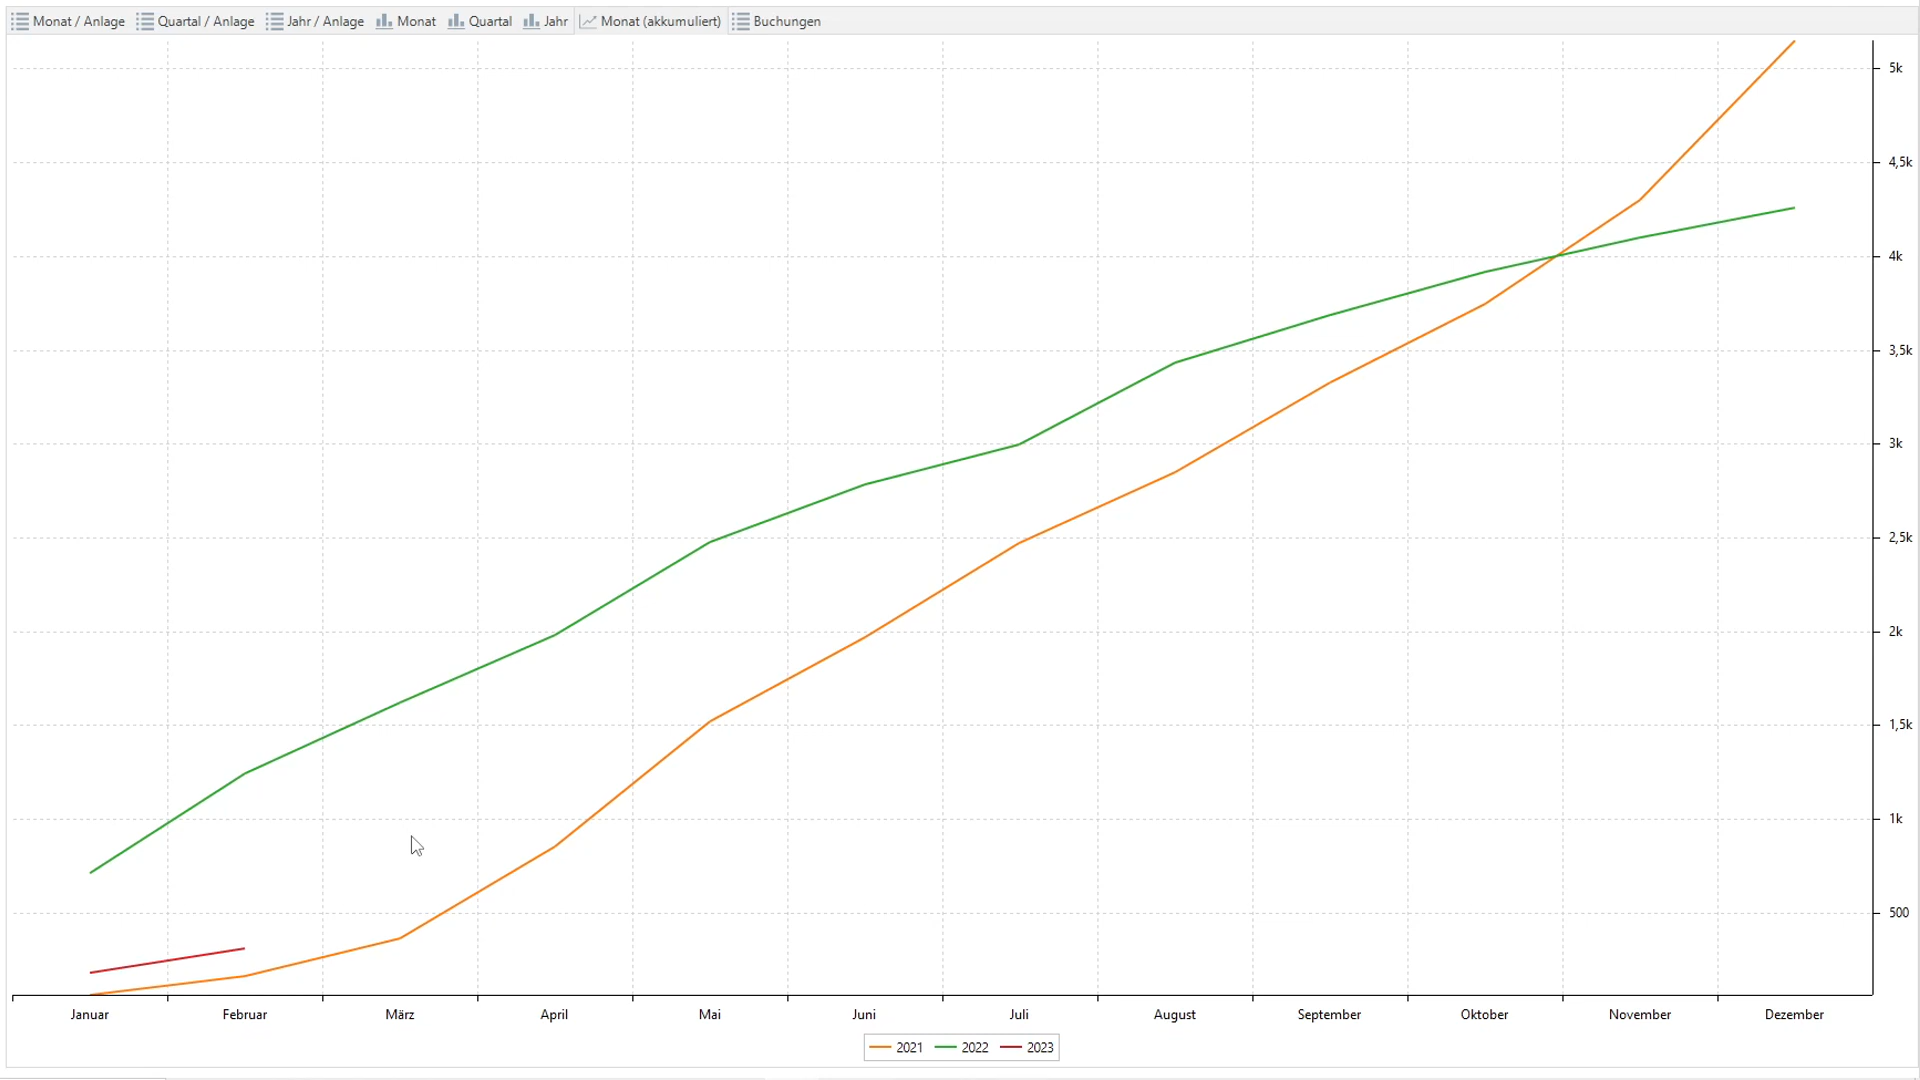 Monat / Anlage Quartal / Anlage Jahr / Anlage Monat Quartal Jahr Monat (akkumuliert) Buchungen
5k
4,5k
4k
3,5k
3k
2,5k
2k
1,5k
1k
500
Januar Februar März April Mai Juni Juli August September Oktober November Dezember
2021 2022 2023